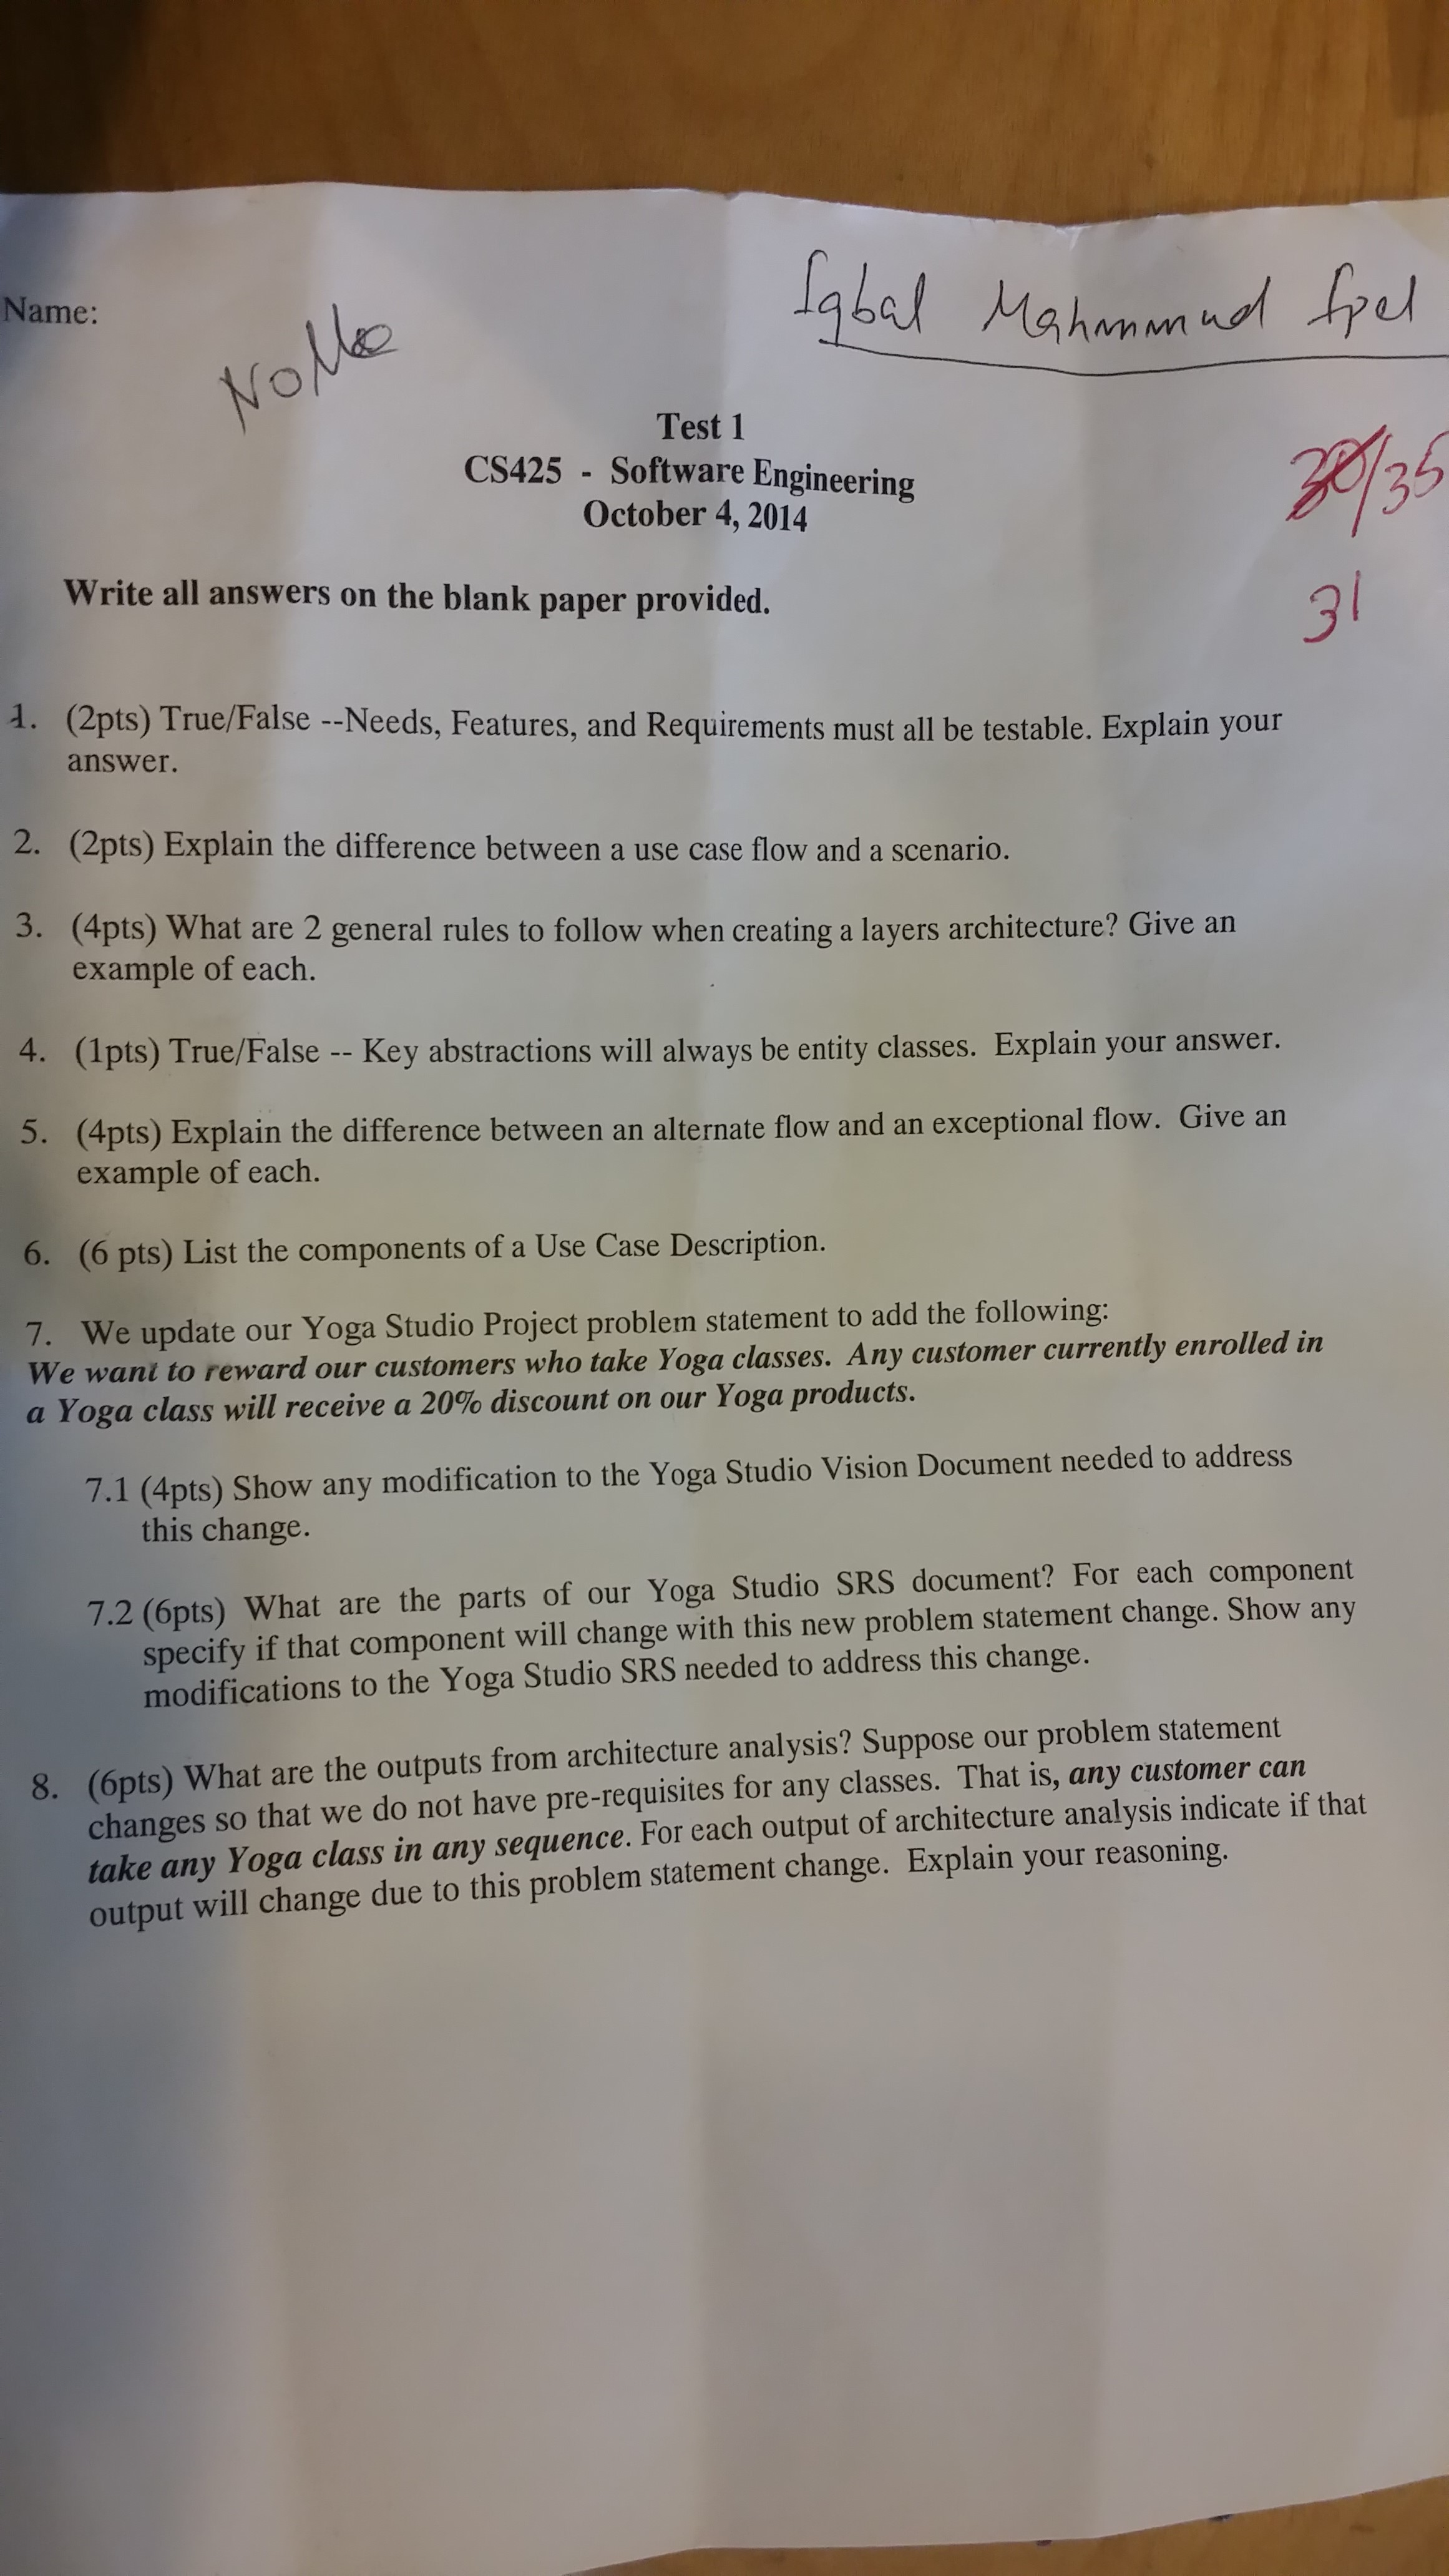 Name:
Iqbal Mahmmud
Test 1
CS425 - Software Engineering
October 4, 2014
30/35
31
Write all answers on the blank paper provided.
1. (2pts) True/False --Needs, Features, and Requirements must all be testable. Explain your
answer.
2. (2pts) Explain the difference between a use case flow and a scenario.
3. (4pts) What are 2 general rules to follow when creating a layers architecture? Give an
example of each.
4. (1pts) True/False -- Key abstractions will always be entity classes. Explain your answer.
5. (4pts) Explain the difference between an alternate flow and an exceptional flow. Give an
example of each.
6. (6 pts) List the components of a Use Case Description.
7. We update our Yoga Studio Project problem statement to add the following:
We want to reward our customers who take Yoga classes. Any customer currently enrolled in
a Yoga class will receive a 20% discount on our Yoga products.
7.1 (4pts) Show any modification to the Yoga Studio Vision Document needed to address
this change.
7.2 (6pts) What are the parts of our Yoga Studio SRS document? For each component
specify if that component will change with this new problem statement change. Show any
modifications to the Yoga Studio SRS needed to address this change.
8. (6pts) What are the outputs from architecture analysis? Suppose our problem statement
changes so that we do not have pre-requisites for any classes. That is, any customer can
take any Yoga class in any sequence. For each output of architecture analysis indicate if that
output will change due to this problem statement change. Explain your reasoning.